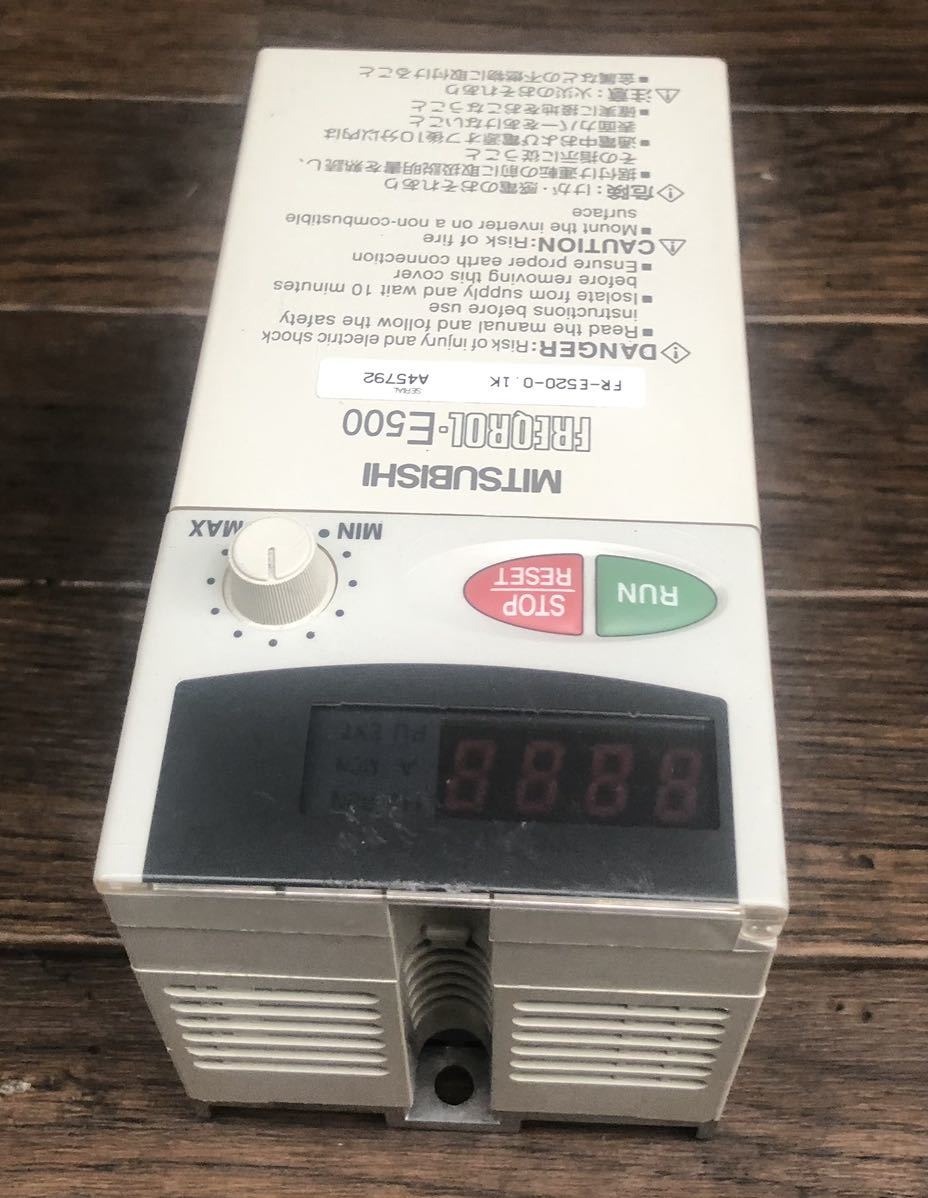 RUN
STOP
RESET
MIN
MAX
MITSUBISHI
FREQROL-E500
FR-E520-0.1K
SERIAL
A45792
DANGER:Risk of injury and electric shock
■ Read the manual and follow the safety
instructions before use
■ Isolate from supply and wait 10 minutes
before removing this cover
■ Ensure proper earth connection
CAUTION:Risk of fire
■ Mount the inverter on a non-combustible
surface
危険:けが・感電のおそれあり
■ 据付け運転の前に取扱説明書を熟読し、
その指示に従うこと
■ 通電中および電源オフ後10分以内は
表面カバーをあけないこと
■ 確実に接地をおこなうこと
注意:火災のおそれあり
■ 金属などの不燃物に取付けること